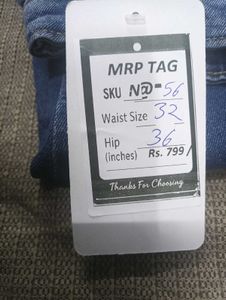 MRP TAG
SKU N@-56
Waist Size 32
Hip 36
(inches) Rs. 799/
Thanks For Choosing